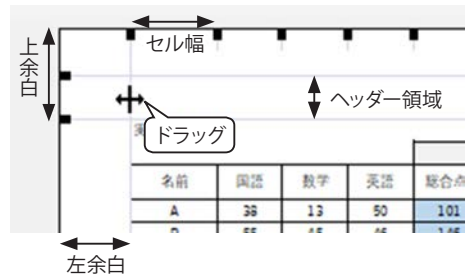 上余白
セル幅
ヘッダー領域
ドラッグ
名前 国語 数学 英語 総合点
A 38 13 50 101
左余白